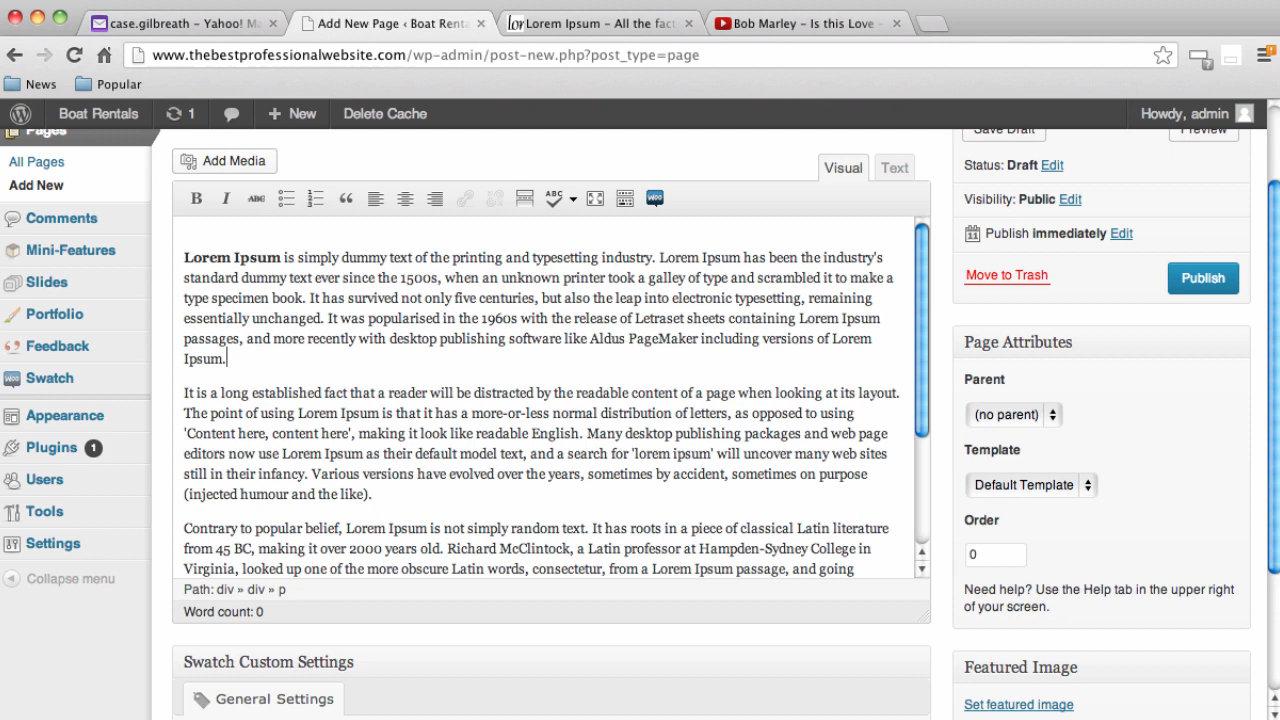 case.gilbreath – Yahoo! Ma
Add New Page ‹ Boat Renta
Lorem Ipsum – All the fact
Bob Marley – Is this Love –
www.thebestprofessionalwebsite.com/wp-admin/post-new.php?post_type=page
News
Popular
Boat Rentals
1
New
Delete Cache
Howdy, admin
Pages
All Pages
Add New
Comments
Mini-Features
Slides
Portfolio
Feedback
Swatch
Appearance
Plugins 1
Users
Tools
Settings
Collapse menu
Add Media
Visual
Text
B I ABC ABC
WOO
Lorem Ipsum is simply dummy text of the printing and typesetting industry. Lorem Ipsum has been the industry's
standard dummy text ever since the 1500s, when an unknown printer took a galley of type and scrambled it to make a
type specimen book. It has survived not only five centuries, but also the leap into electronic typesetting, remaining
essentially unchanged. It was popularised in the 1960s with the release of Letraset sheets containing Lorem Ipsum
passages, and more recently with desktop publishing software like Aldus PageMaker including versions of Lorem
Ipsum.
It is a long established fact that a reader will be distracted by the readable content of a page when looking at its layout.
The point of using Lorem Ipsum is that it has a more-or-less normal distribution of letters, as opposed to using
'Content here, content here', making it look like readable English. Many desktop publishing packages and web page
editors now use Lorem Ipsum as their default model text, and a search for 'lorem ipsum' will uncover many web sites
still in their infancy. Various versions have evolved over the years, sometimes by accident, sometimes on purpose
(injected humour and the like).
Contrary to popular belief, Lorem Ipsum is not simply random text. It has roots in a piece of classical Latin literature
from 45 BC, making it over 2000 years old. Richard McClintock, a Latin professor at Hampden-Sydney College in
Virginia, looked up one of the more obscure Latin words, consectetur, from a Lorem Ipsum passage, and going
Path: div » div » p
Word count: 0
Swatch Custom Settings
General Settings
Save Draft
Preview
Status: Draft Edit
Visibility: Public Edit
11 Publish immediately Edit
Move to Trash
Publish
Page Attributes
Parent
(no parent)
Template
Default Template
Order
0
Need help? Use the Help tab in the upper right
of your screen.
Featured Image
Set featured image